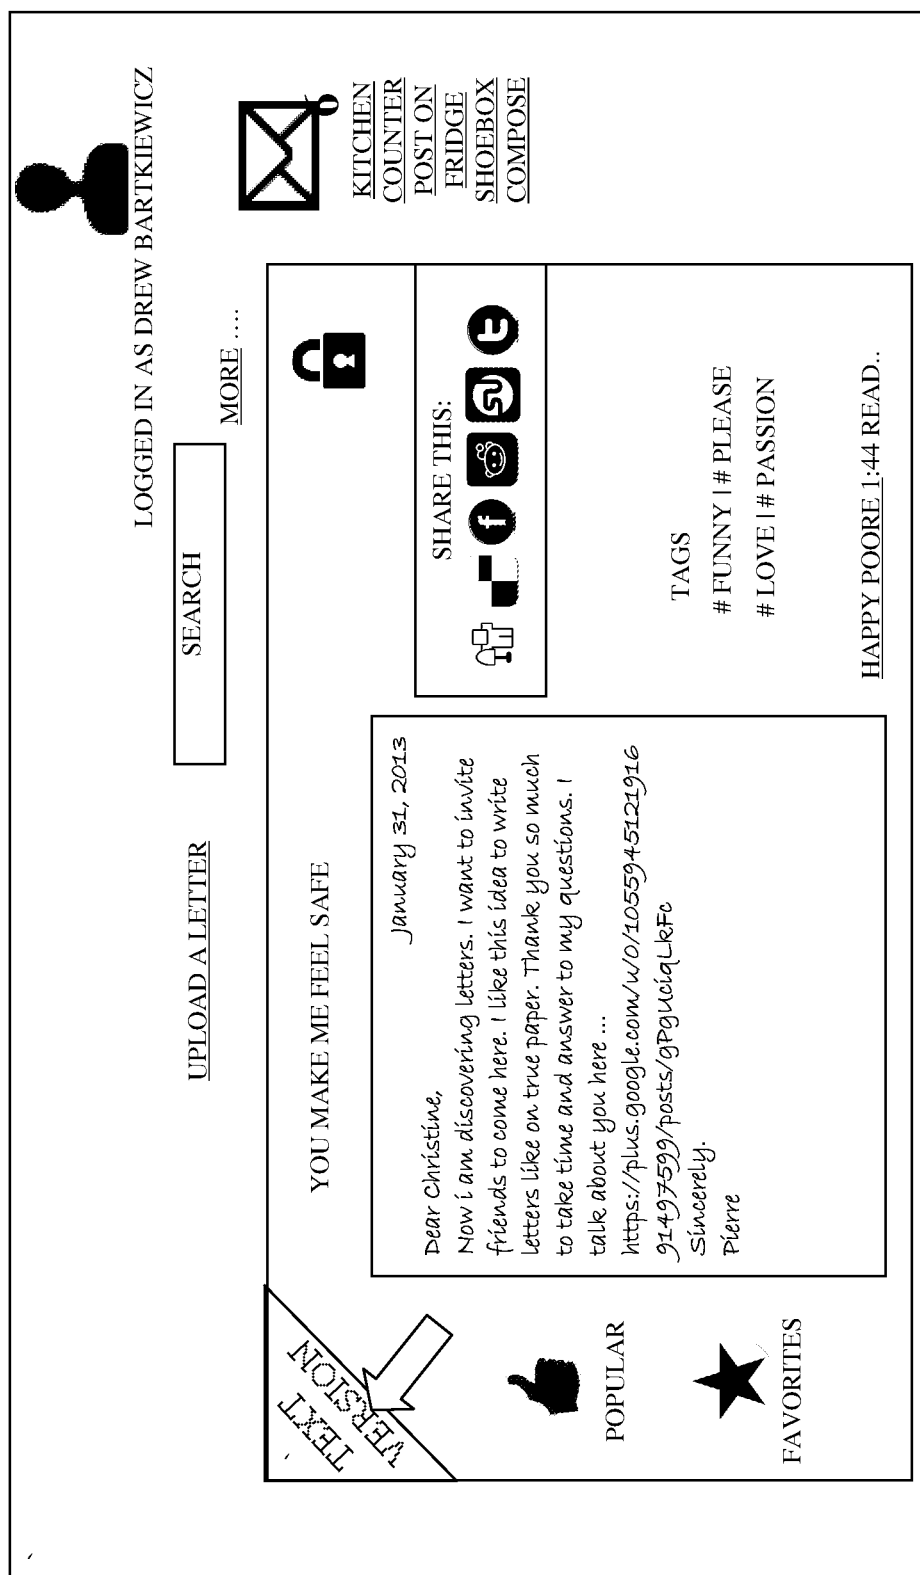 LOGGED IN AS DREW BARTKIEWICZ
UPLOAD A LETTER
SEARCH
MORE ....
6
KITCHEN
COUNTER
POST ON
FRIDGE
SHOEBOX
COMPOSE
TEXT
VERSION
YOU MAKE ME FEEL SAFE
January 31, 2013
Dear Christine,
Now i am discovering letters. I want to invite
friends to come here. I like this idea to write
letters like on true paper. Thank you so much
to take time and answer to my questions. I
talk about you here ...
https://plus.google.com/u/0/1055945121916
91497599/posts/gPgUciqLkFc
Sincerely.
Pierre
SHARE THIS:
f
SU
t
TAGS
# FUNNY | # PLEASE
# LOVE | # PASSION
HAPPY POORE 1:44 READ..
POPULAR
FAVORITES